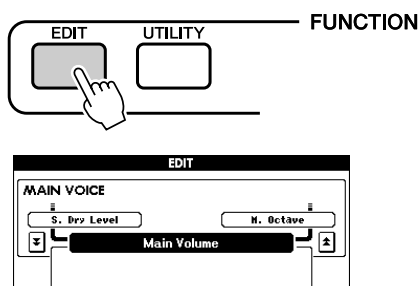 FUNCTION
EDIT UTILITY
EDIT
MAIN VOICE
S. Dry Level M. Octave
Main Volume